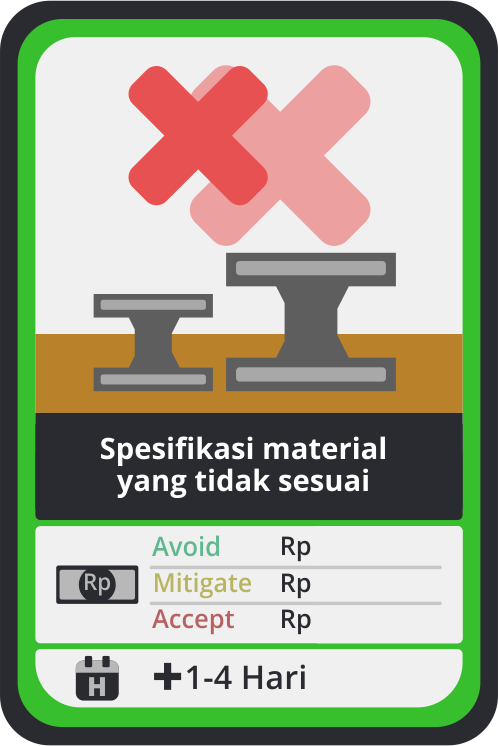 Spesifikasi material
yang tidak sesuai
Avoid Rp
Rp Mitigate Rp
Accept Rp
H +1-4 Hari